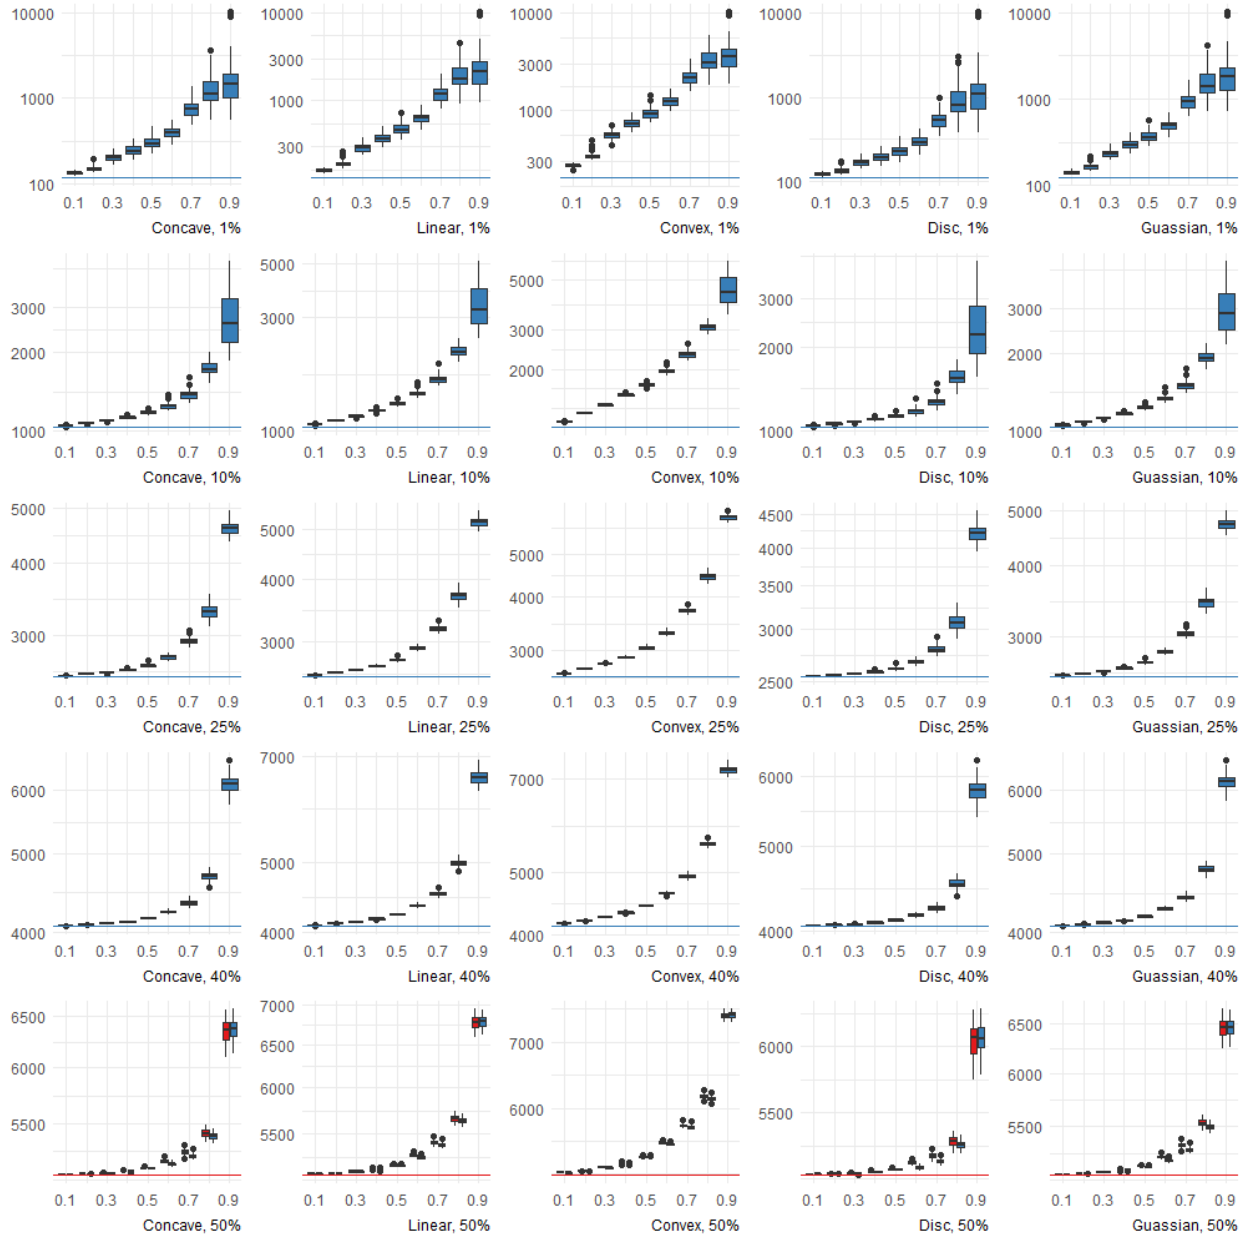 10000
1000
100
0.1 0.3 0.5 0.7 0.9
Concave, 1%
10000
3000
1000
300
0.1 0.3 0.5 0.7 0.9
Linear, 1%
10000
3000
1000
300
0.1 0.3 0.5 0.7 0.9
Convex, 1%
10000
1000
100
0.1 0.3 0.5 0.7 0.9
Disc, 1%
10000
1000
100
0.1 0.3 0.5 0.7 0.9
Guassian, 1%
3000
2000
1000
0.1 0.3 0.5 0.7 0.9
Concave, 10%
5000
3000
1000
0.1 0.3 0.5 0.7 0.9
Linear, 10%
5000
3000
2000
0.1 0.3 0.5 0.7 0.9
Convex, 10%
3000
2000
1000
0.1 0.3 0.5 0.7 0.9
Disc, 10%
3000
2000
1000
0.1 0.3 0.5 0.7 0.9
Guassian, 10%
5000
4000
3000
0.1 0.3 0.5 0.7 0.9
Concave, 25%
5000
4000
3000
0.1 0.3 0.5 0.7 0.9
Linear, 25%
5000
4000
3000
0.1 0.3 0.5 0.7 0.9
Convex, 25%
4500
4000
3500
3000
2500
0.1 0.3 0.5 0.7 0.9
Disc, 25%
5000
4000
3000
0.1 0.3 0.5 0.7 0.9
Guassian, 25%
6000
5000
4000
0.1 0.3 0.5 0.7 0.9
Concave, 40%
7000
5000
4000
0.1 0.3 0.5 0.7 0.9
Linear, 40%
7000
5000
4000
0.1 0.3 0.5 0.7 0.9
Convex, 40%
6000
5000
4000
0.1 0.3 0.5 0.7 0.9
Disc, 40%
6000
5000
4000
0.1 0.3 0.5 0.7 0.9
Guassian, 40%
6500
6000
5500
0.1 0.3 0.5 0.7 0.9
Concave, 50%
7000
6500
6000
5500
0.1 0.3 0.5 0.7 0.9
Linear, 50%
7000
6000
0.1 0.3 0.5 0.7 0.9
Convex, 50%
6000
5500
0.1 0.3 0.5 0.7 0.9
Disc, 50%
6500
6000
5500
0.1 0.3 0.5 0.7 0.9
Guassian, 50%